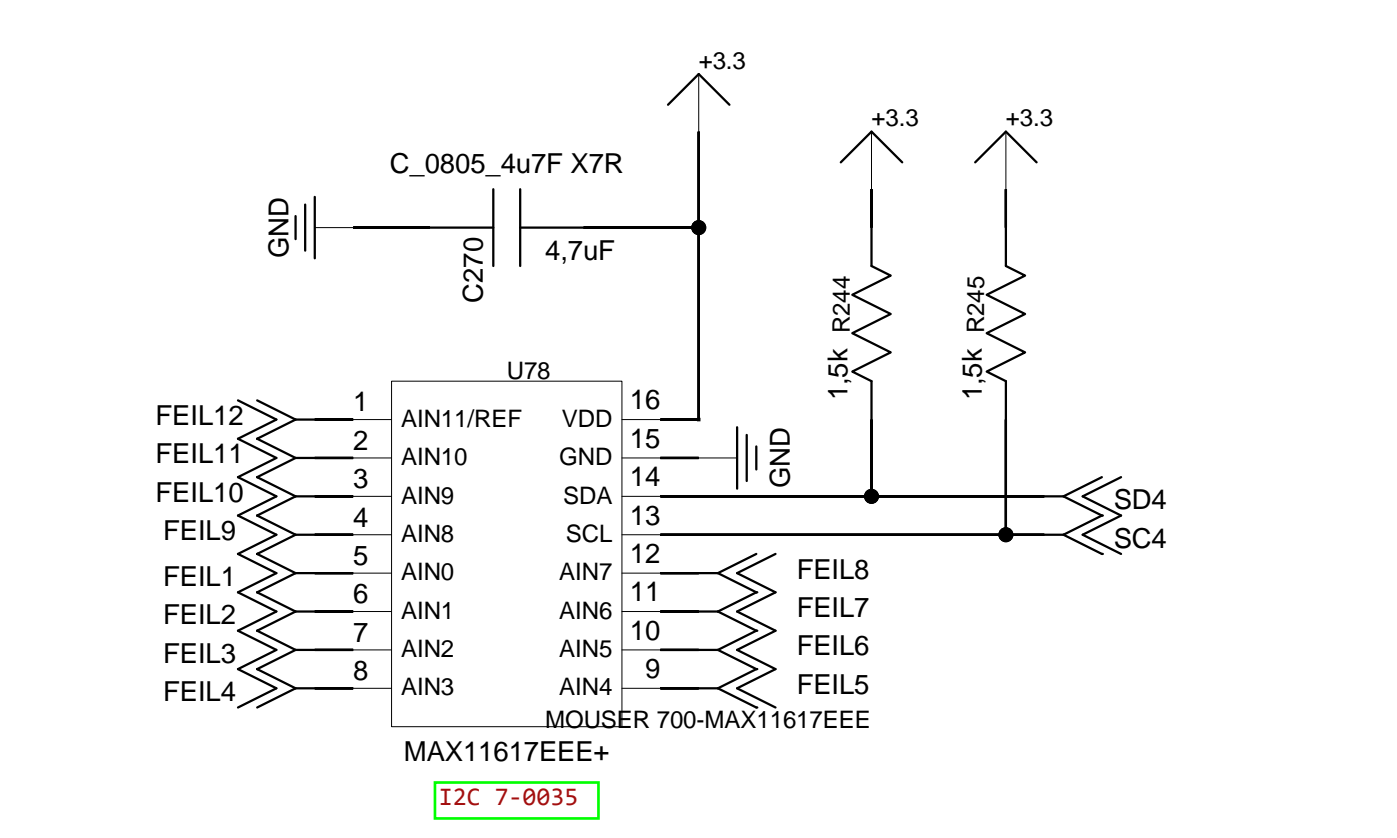 +3.3
+3.3
+3.3
C_0805_4u7F X7R
GND
C270
4,7uF
1,5k R244
1,5k R245
U78
FEIL12 1 AIN11/REF VDD 16
FEIL11 2 AIN10 GND 15 GND
FEIL10 3 AIN9 SDA 14 SD4
FEIL9 4 AIN8 SCL 13 SC4
FEIL1 5 AIN0 AIN7 12 FEIL8
FEIL2 6 AIN1 AIN6 11 FEIL7
FEIL3 7 AIN2 AIN5 10 FEIL6
FEIL4 8 AIN3 AIN4 9 FEIL5
MOUSER 700-MAX11617EEE
MAX11617EEE+
I2C 7-0035